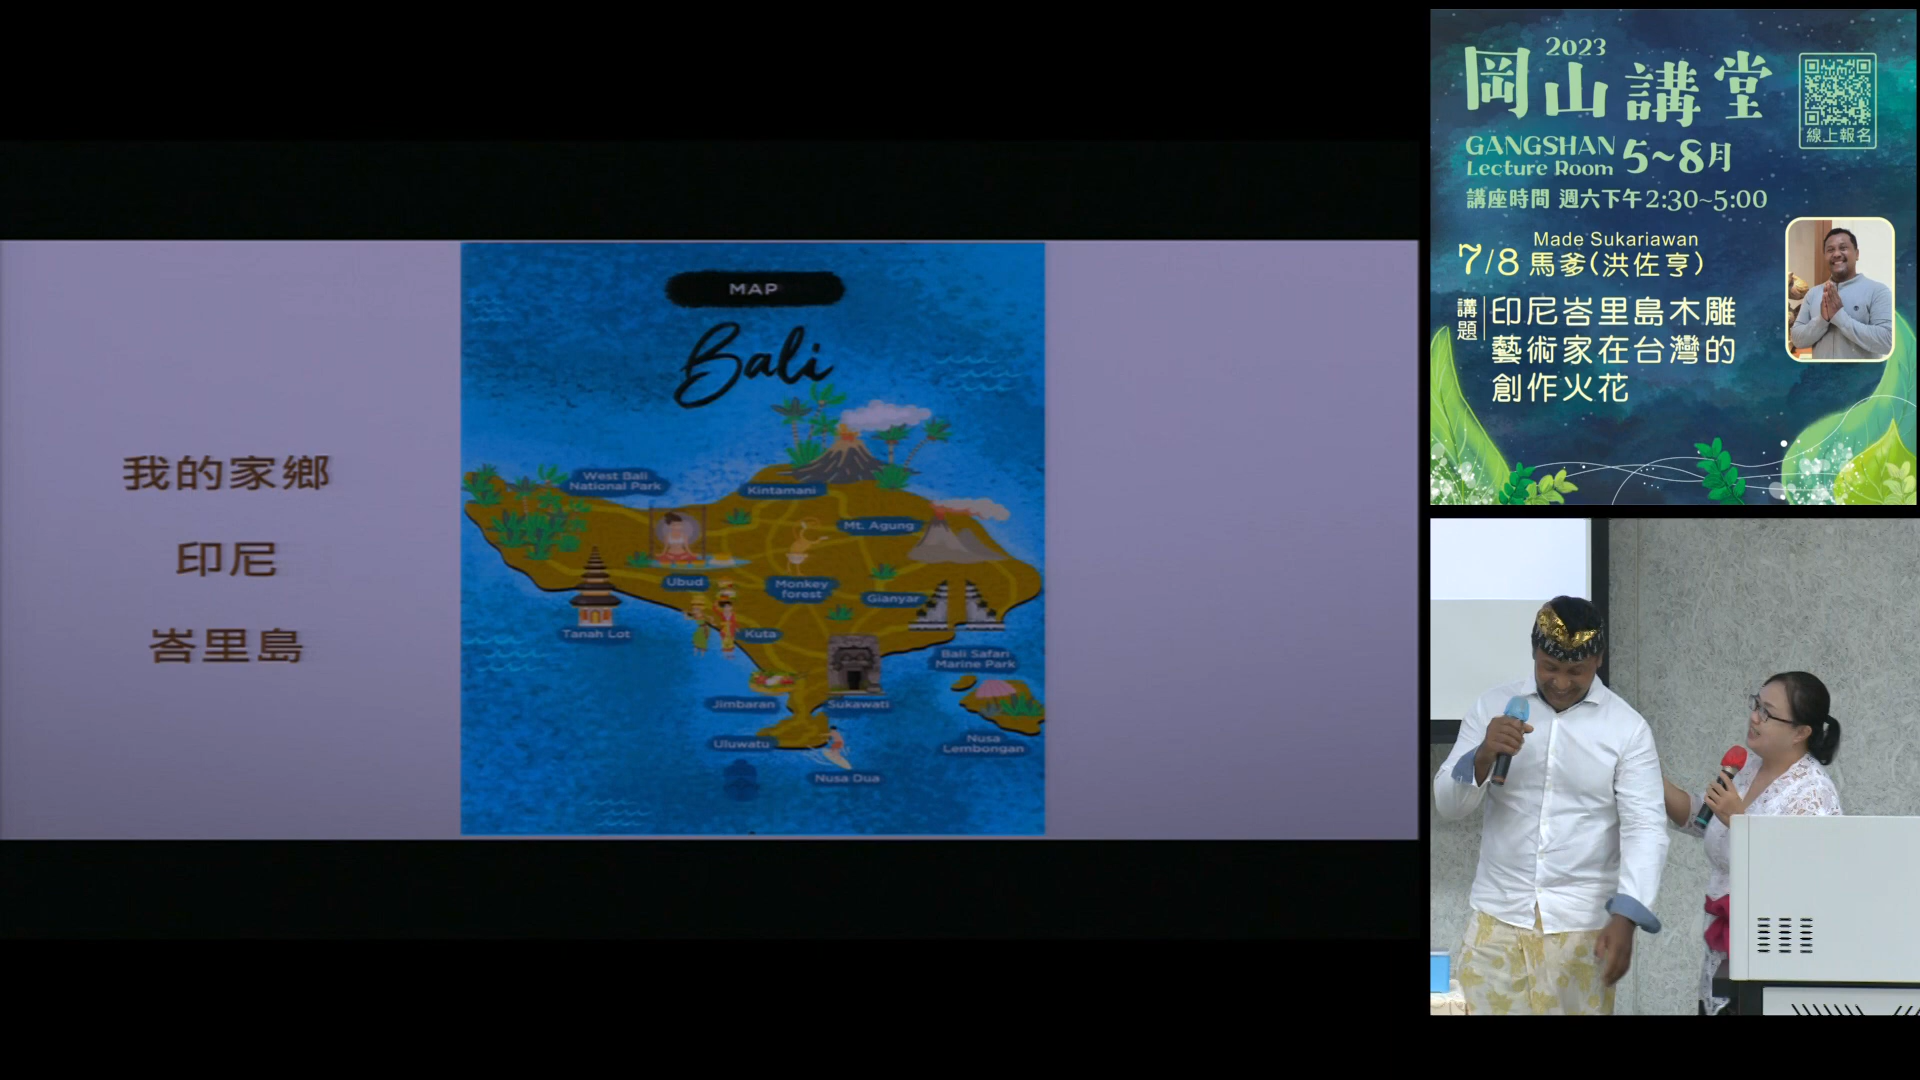 我的家鄉
印尼
峇里島
MAP
Bali
West Bali
National Park
Kintamani
Mt. Agung
Ubud
Monkey
forest
Gianyar
Tanah Lot
Kuta
Bali Safari
Marine Park
Jimbaran
Sukawati
Uluwatu
Nusa
Lembongan
Nusa Dua
2023
岡山講堂
線上報名
GANGSHAN
Lecture Room
5~8月
講座時間 週六下午2:30~5:00
Made Sukariawan
7/8 馬爹(洪佐亨)
講題
印尼峇里島木雕
藝術家在台灣的
創作火花